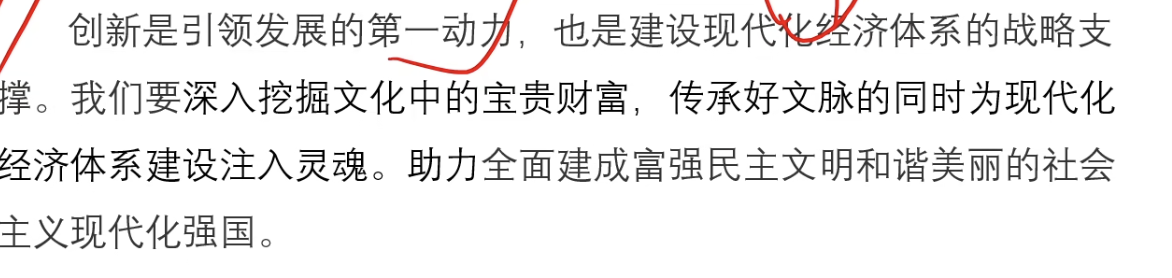 创新是引领发展的第一动力，也是建设现代化经济体系的战略支
撑。我们要深入挖掘文化中的宝贵财富，传承好文脉的同时为现代化
经济体系建设注入灵魂。助力全面建成富强民主文明和谐美丽的社会
主义现代化强国。